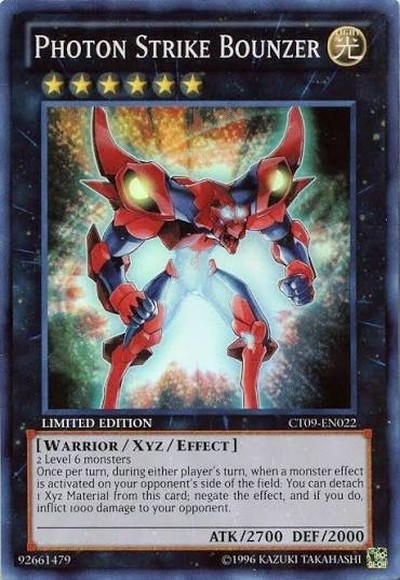 PHOTON STRIKE BOUNZER
LIGHT
光
LIMITED EDITION
CT09-EN022
[WARRIOR / XYZ / EFFECT]
2 Level 6 monsters
Once per turn, during either player's turn, when a monster effect
is activated on your opponent's side of the field: You can detach
1 Xyz Material from this card; negate the effect, and if you do,
inflict 1000 damage to your opponent.
ATK/2700 DEF/2000
92661479
©1996 KAZUKI TAKAHASHI